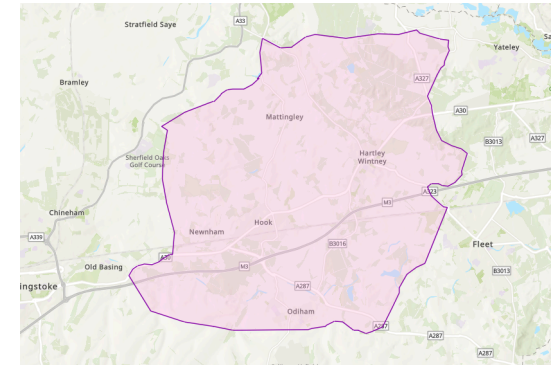 Stratfield Saye
A33
Yateley
Bramley
A327
A30
Mattingley
B3013
A327
Hartley
Wintney
Sherfield Oaks
Golf Course
A323
M3
Chineham
Newnham
Hook
A339
B3016
Fleet
A30
Old Basing
M3
B3013
ingstoke
A287
Odiham
A287
A287
A287